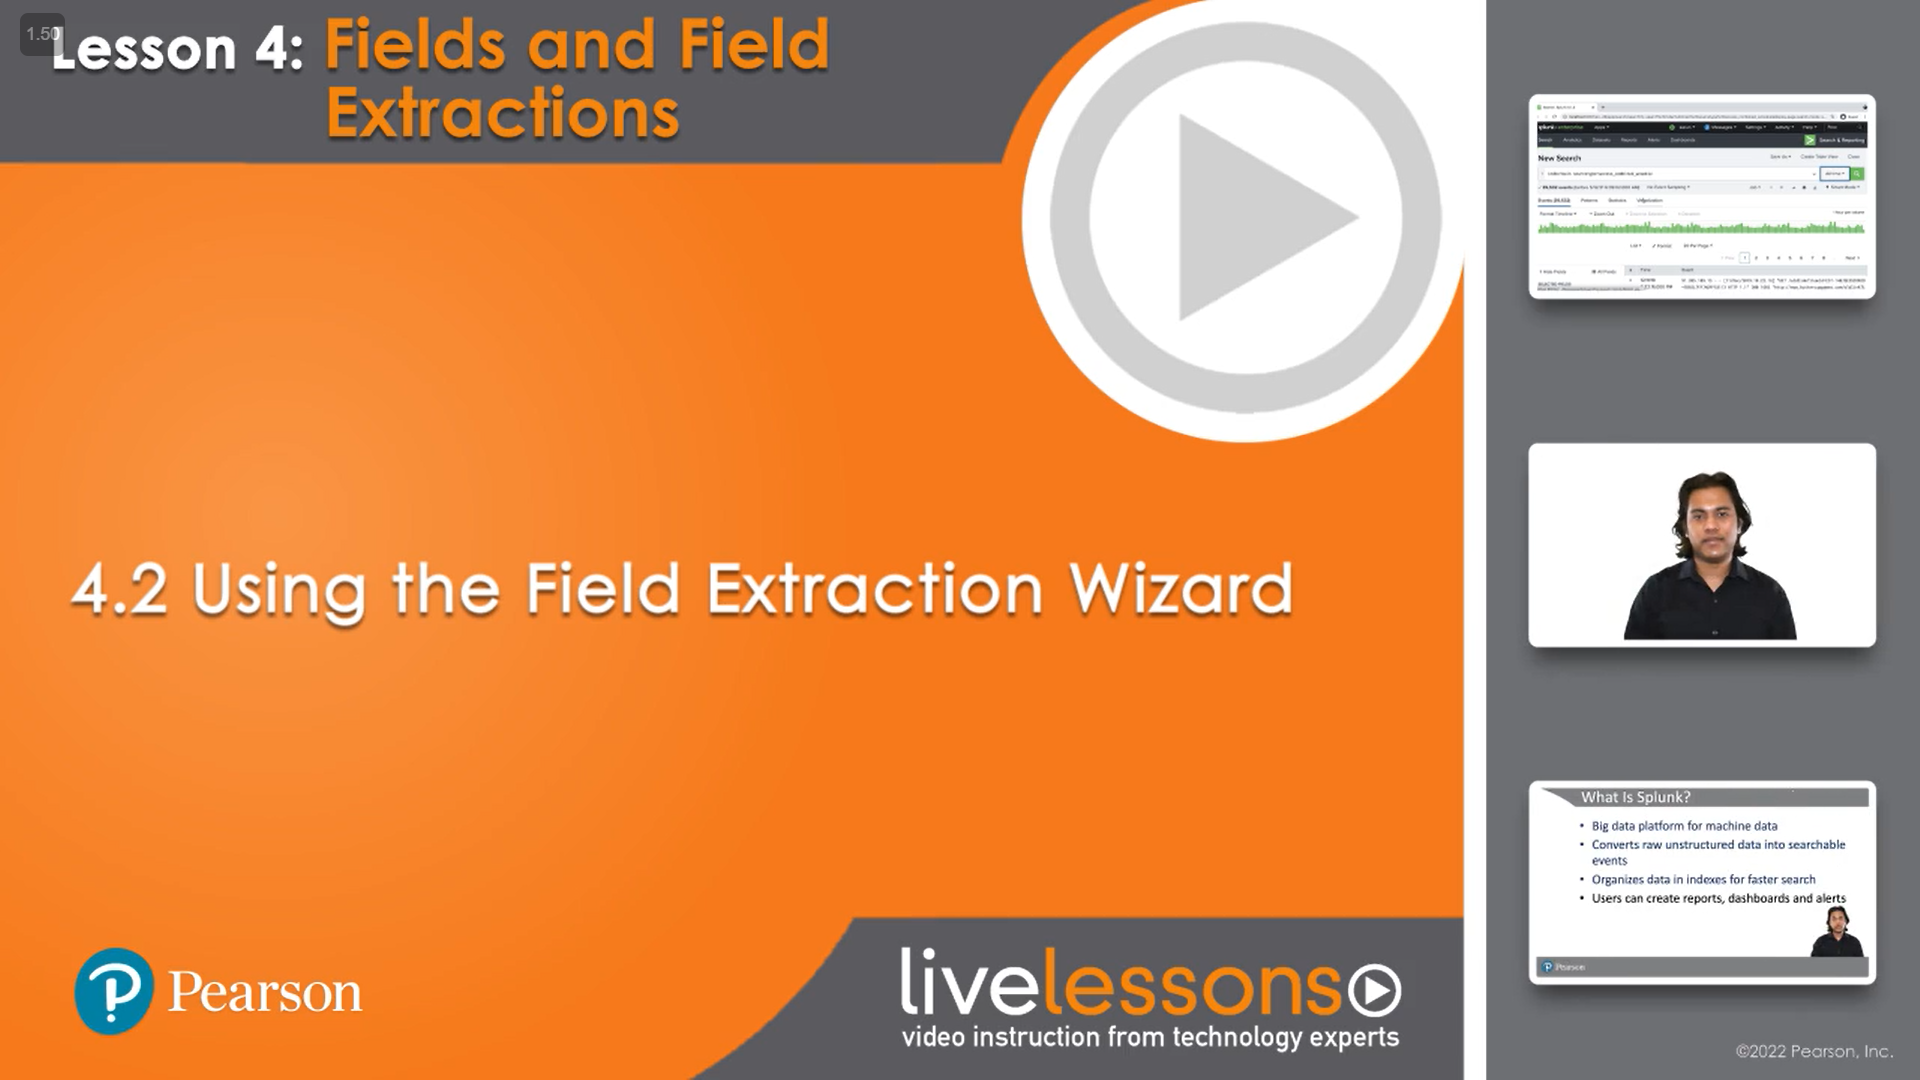 1.50
Lesson 4: Fields and Field
Extractions
4.2 Using the Field Extraction Wizard
Pearson
livelessons
video instruction from technology experts
New Search
What Is Splunk?
• Big data platform for machine data
• Converts raw unstructured data into searchable
events
• Organizes data in indexes for faster search
• Users can create reports, dashboards and alerts
Pearson
©2022 Pearson, Inc.